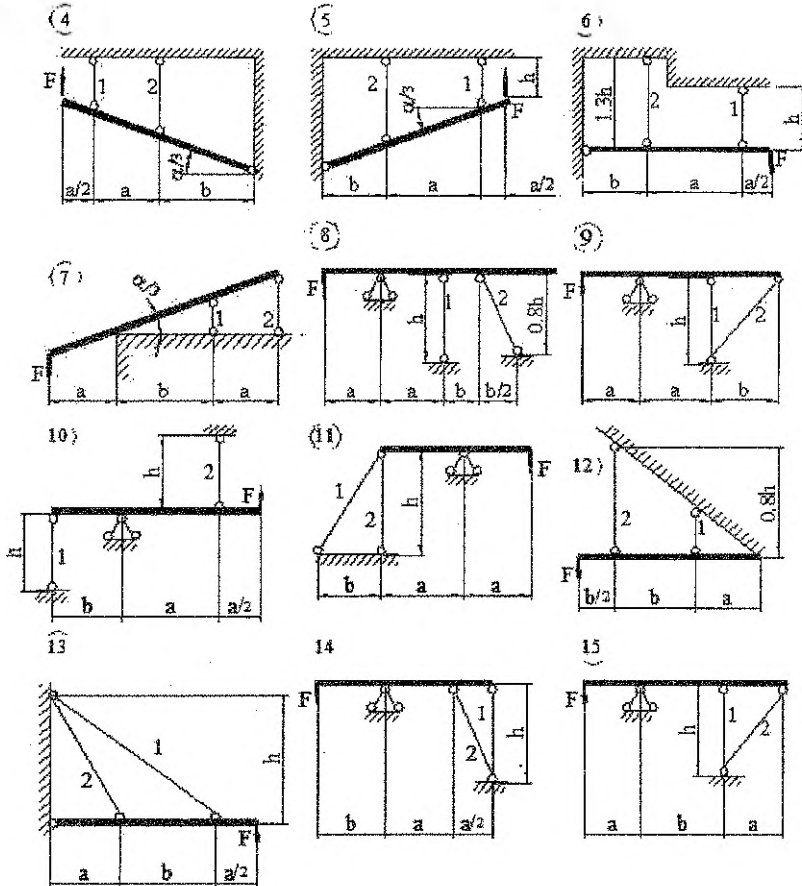 (4
F
1
2
α/3
a/2
a
b
(5)
2
1
α/3
h
F
b
a
a/2
6)
1.3h
2
1
h
F
b
a
a/2
(7)
α/3
F
1
2
a
b
a
(8)
F
h
1
2
0.8h
a
a
b
b/2
(9)
F
h
1
2
a
a
b
10)
h
2
F
h
1
b
a
a/2
(11)
1
2
h
F
b
a
a
12)
2
1
0.8h
F
b/2
b
a
13
1
2
h
F
a
b
a/2
14
F
1
2
h
b
a
a/2
15
F
h
1
2
a
b
a